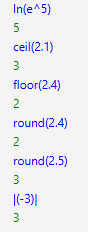 ln(e^5)
5
ceil(2.1)
3
floor(2.4)
2
round(2.4)
2
round(2.5)
3
|(-3)|
3